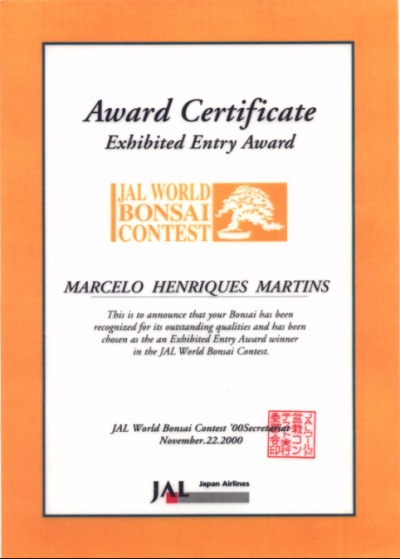 Award Certificate
Exhibited Entry Award
JAL WORLD
BONSAI
CONTEST
MARCELO HENRIQUES MARTINS
This is to announce that your Bonsai has been
recognized for its outstanding qualities and has been
chosen as the an Exhibited Entry Award winner
in the JAL World Bonsai Contest.
JAL World Bonsai Contest '00Secretariat
November.22.2000
JAL Japan Airlines